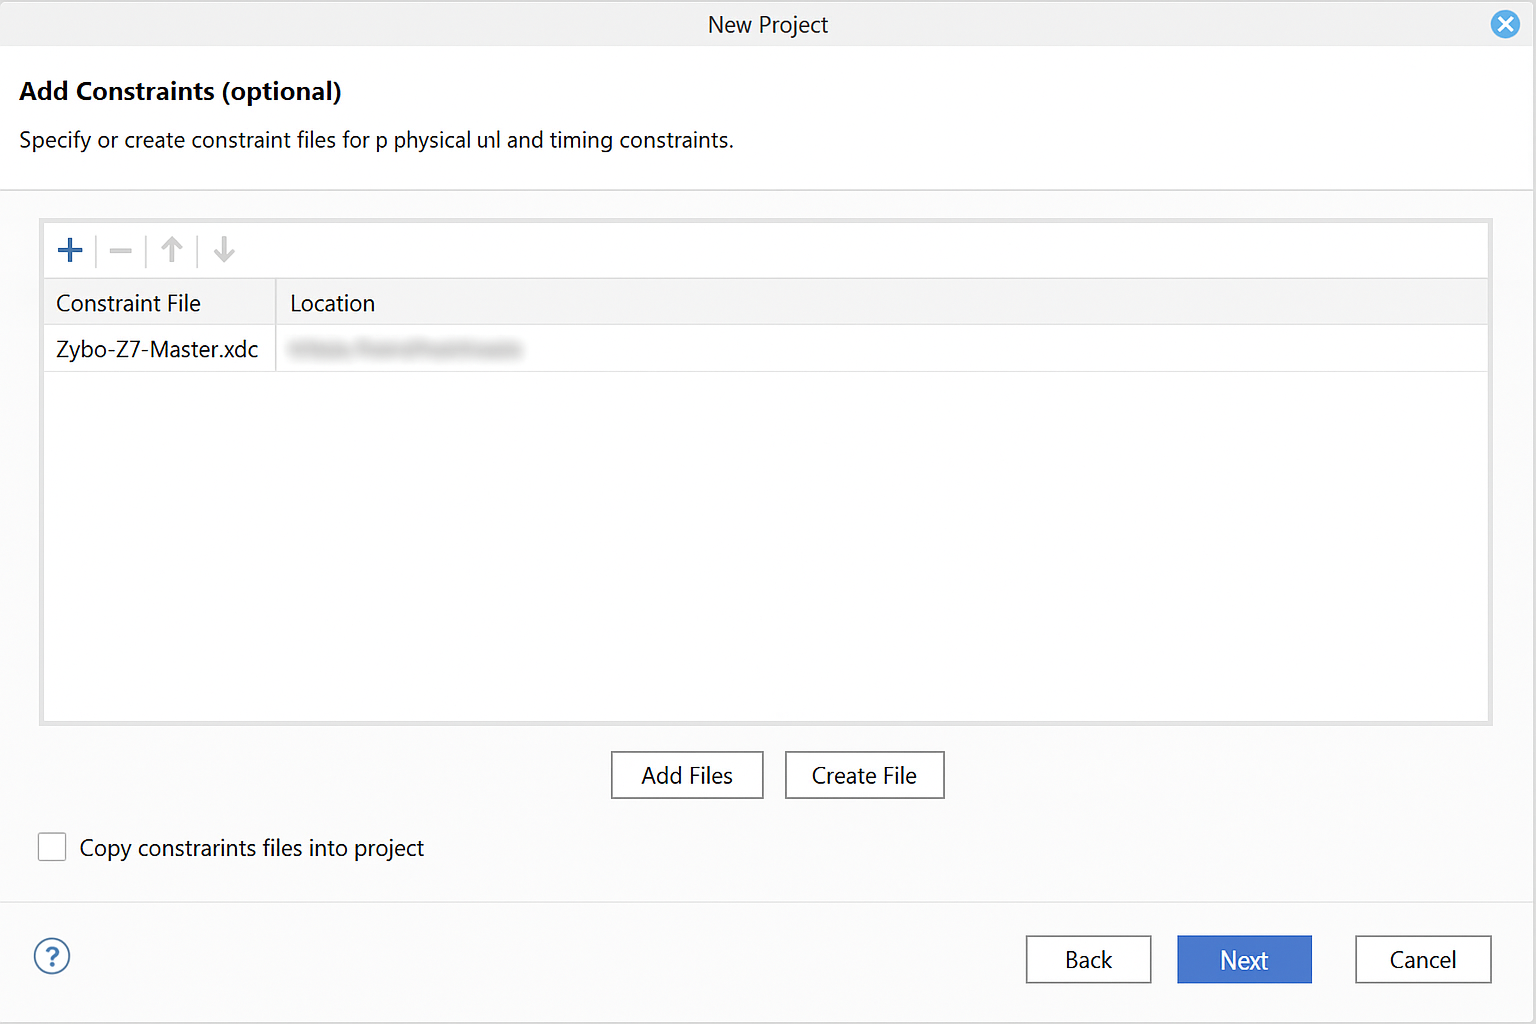 New Project
Add Constraints (optional)
Specify or create constraint files for p physical unl and timing constraints.
Constraint File Location
Zybo-Z7-Master.xdc
Add Files Create File
Copy constrarints files into project
? Back Next Cancel